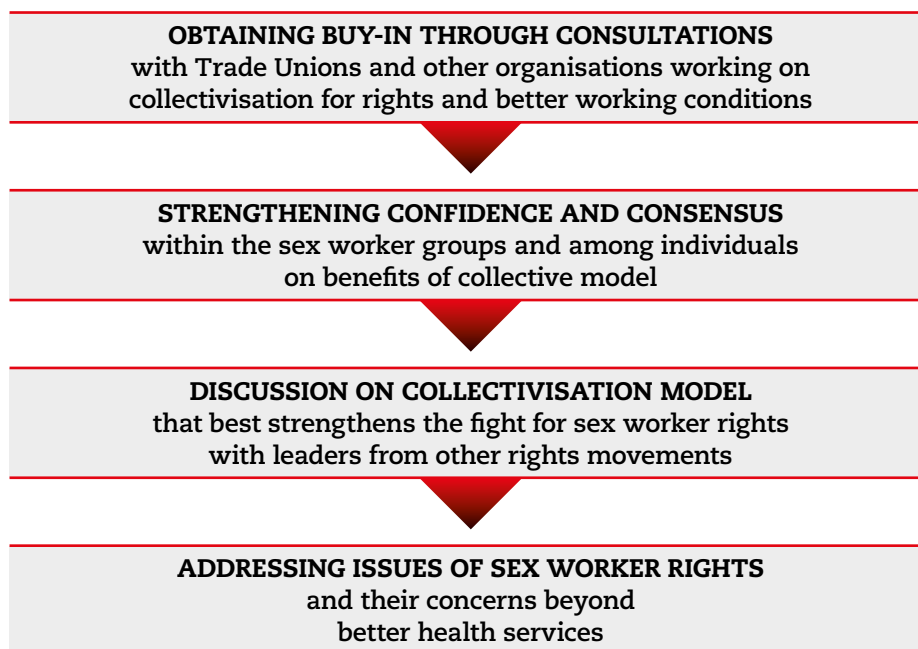 OBTAINING BUY-IN THROUGH CONSULTATIONS
with Trade Unions and other organisations working on
collectivisation for rights and better working conditions
STRENGTHENING CONFIDENCE AND CONSENSUS
within the sex worker groups and among individuals
on benefits of collective model
DISCUSSION ON COLLECTIVISATION MODEL
that best strengthens the fight for sex worker rights
with leaders from other rights movements
ADDRESSING ISSUES OF SEX WORKER RIGHTS
and their concerns beyond
better health services